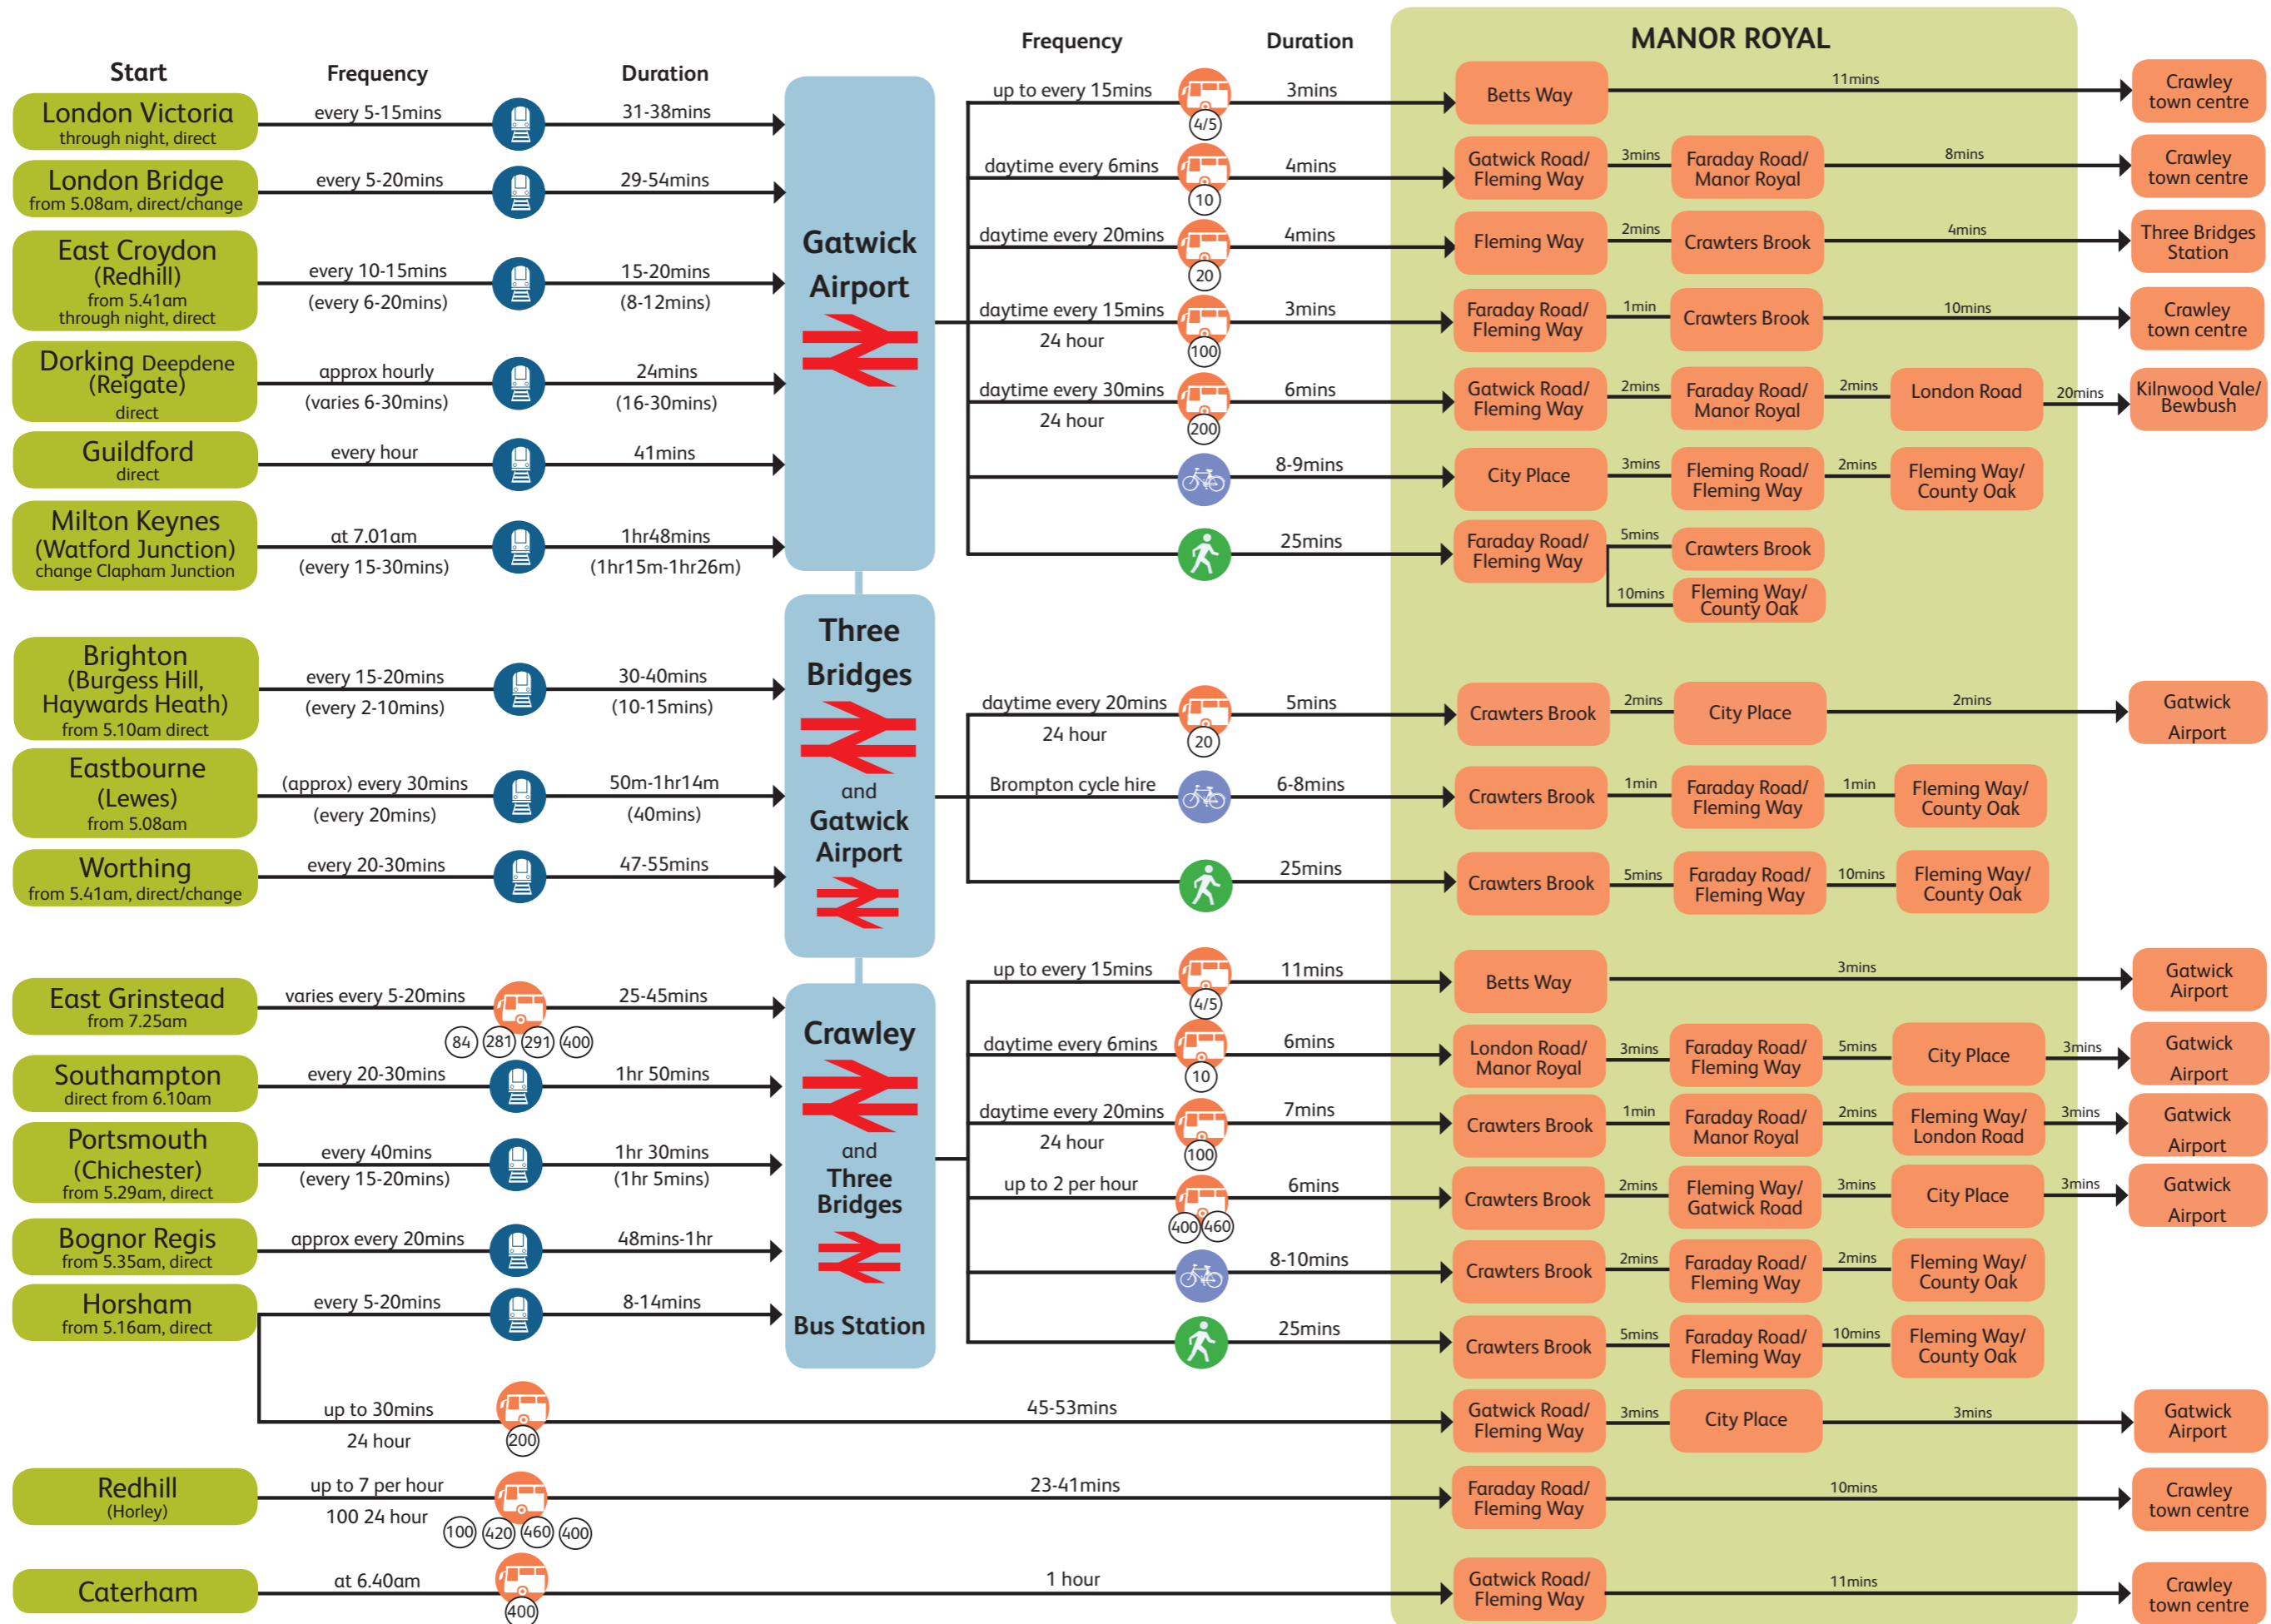 Start
Frequency
Duration
Frequency
Duration
MANOR ROYAL
London Victoria
through night, direct
every 5-15mins
31-38mins
London Bridge
from 5.08am, direct/change
every 5-20mins
29-54mins
East Croydon
(Redhill)
from 5.41am
through night, direct
every 10-15mins
(every 6-20mins)
15-20mins
(8-12mins)
Dorking Deepdene
(Reigate)
direct
approx hourly
(varies 6-30mins)
24mins
(16-30mins)
Guildford
direct
every hour
41mins
Milton Keynes
(Watford Junction)
change Clapham Junction
at 7.01am
(every 15-30mins)
1hr48mins
(1hr15m-1hr26m)
Gatwick
Airport
up to every 15mins
4/5
3mins
Betts Way
11mins
Crawley
town centre
daytime every 6mins
10
4mins
Gatwick Road/
Fleming Way
3mins
Faraday Road/
Manor Royal
8mins
Crawley
town centre
daytime every 20mins
20
4mins
Fleming Way
2mins
Crawters Brook
4mins
Three Bridges
Station
daytime every 15mins
24 hour
100
3mins
Faraday Road/
Fleming Way
1min
Crawters Brook
10mins
Crawley
town centre
daytime every 30mins
24 hour
200
6mins
Gatwick Road/
Fleming Way
2mins
Faraday Road/
Manor Royal
2mins
London Road
20mins
Kilnwood Vale/
Bewbush
8-9mins
City Place
3mins
Fleming Road/
Fleming Way
2mins
Fleming Way/
County Oak
25mins
Faraday Road/
Fleming Way
5mins
Crawters Brook
10mins
Fleming Way/
County Oak
Brighton
(Burgess Hill,
Haywards Heath)
from 5.10am direct
every 15-20mins
(every 2-10mins)
30-40mins
(10-15mins)
Eastbourne
(Lewes)
from 5.08am
(approx) every 30mins
(every 20mins)
50m-1hr14m
(40mins)
Worthing
from 5.41am, direct/change
every 20-30mins
47-55mins
Three
Bridges
and
Gatwick
Airport
daytime every 20mins
24 hour
20
5mins
Crawters Brook
2mins
City Place
2mins
Gatwick
Airport
Brompton cycle hire
6-8mins
Crawters Brook
1min
Faraday Road/
Fleming Way
1min
Fleming Way/
County Oak
25mins
Crawters Brook
5mins
Faraday Road/
Fleming Way
10mins
Fleming Way/
County Oak
East Grinstead
from 7.25am
varies every 5-20mins
84
281
291
400
25-45mins
Southampton
direct from 6.10am
every 20-30mins
1hr 50mins
Portsmouth
(Chichester)
from 5.29am, direct
every 40mins
(every 15-20mins)
1hr 30mins
(1hr 5mins)
Bognor Regis
from 5.35am, direct
approx every 20mins
48mins-1hr
Horsham
from 5.16am, direct
every 5-20mins
8-14mins
Crawley
and
Three
Bridges
Bus Station
up to every 15mins
4/5
11mins
Betts Way
3mins
Gatwick
Airport
daytime every 6mins
10
6mins
London Road/
Manor Royal
3mins
Faraday Road/
Fleming Way
5mins
City Place
3mins
Gatwick
Airport
daytime every 20mins
24 hour
100
7mins
Crawters Brook
1min
Faraday Road/
Manor Royal
2mins
Fleming Way/
London Road
3mins
Gatwick
Airport
up to 2 per hour
400
460
6mins
Crawters Brook
2mins
Fleming Way/
Gatwick Road
3mins
City Place
3mins
Gatwick
Airport
8-10mins
Crawters Brook
2mins
Faraday Road/
Fleming Way
2mins
Fleming Way/
County Oak
25mins
Crawters Brook
5mins
Faraday Road/
Fleming Way
10mins
Fleming Way/
County Oak
up to 30mins
24 hour
200
45-53mins
Gatwick Road/
Fleming Way
3mins
City Place
3mins
Gatwick
Airport
Redhill
(Horley)
up to 7 per hour
100 24 hour
100
420
460
400
23-41mins
Faraday Road/
Fleming Way
10mins
Crawley
town centre
Caterham
at 6.40am
400
1 hour
Gatwick Road/
Fleming Way
11mins
Crawley
town centre